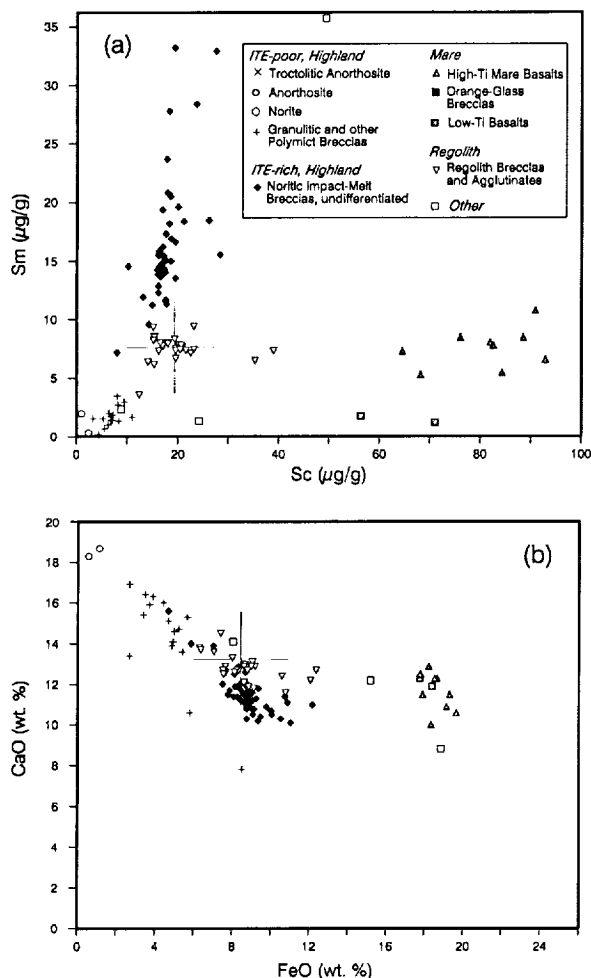 (a)
35
30
25
20
15
10
5
0
Sm (µg/g)
0 20 40 60 80 100
Sc (µg/g)
ITE-poor, Highland
Troctolitic Anorthosite
Anorthosite
Norite
Granulitic and other
Polymict Breccias
ITE-rich, Highland
Noritic Impact-Melt
Breccias, undifferentiated
Mare
High-Ti Mare Basalts
Orange-Glass
Breccias
Low-Ti Basalts
Regolith
Regolith Breccias
and Agglutinates
Other
(b)
20
18
16
14
12
10
8
6
4
2
0
CaO (wt. %)
0 4 8 12 16 20 24
FeO (wt. %)